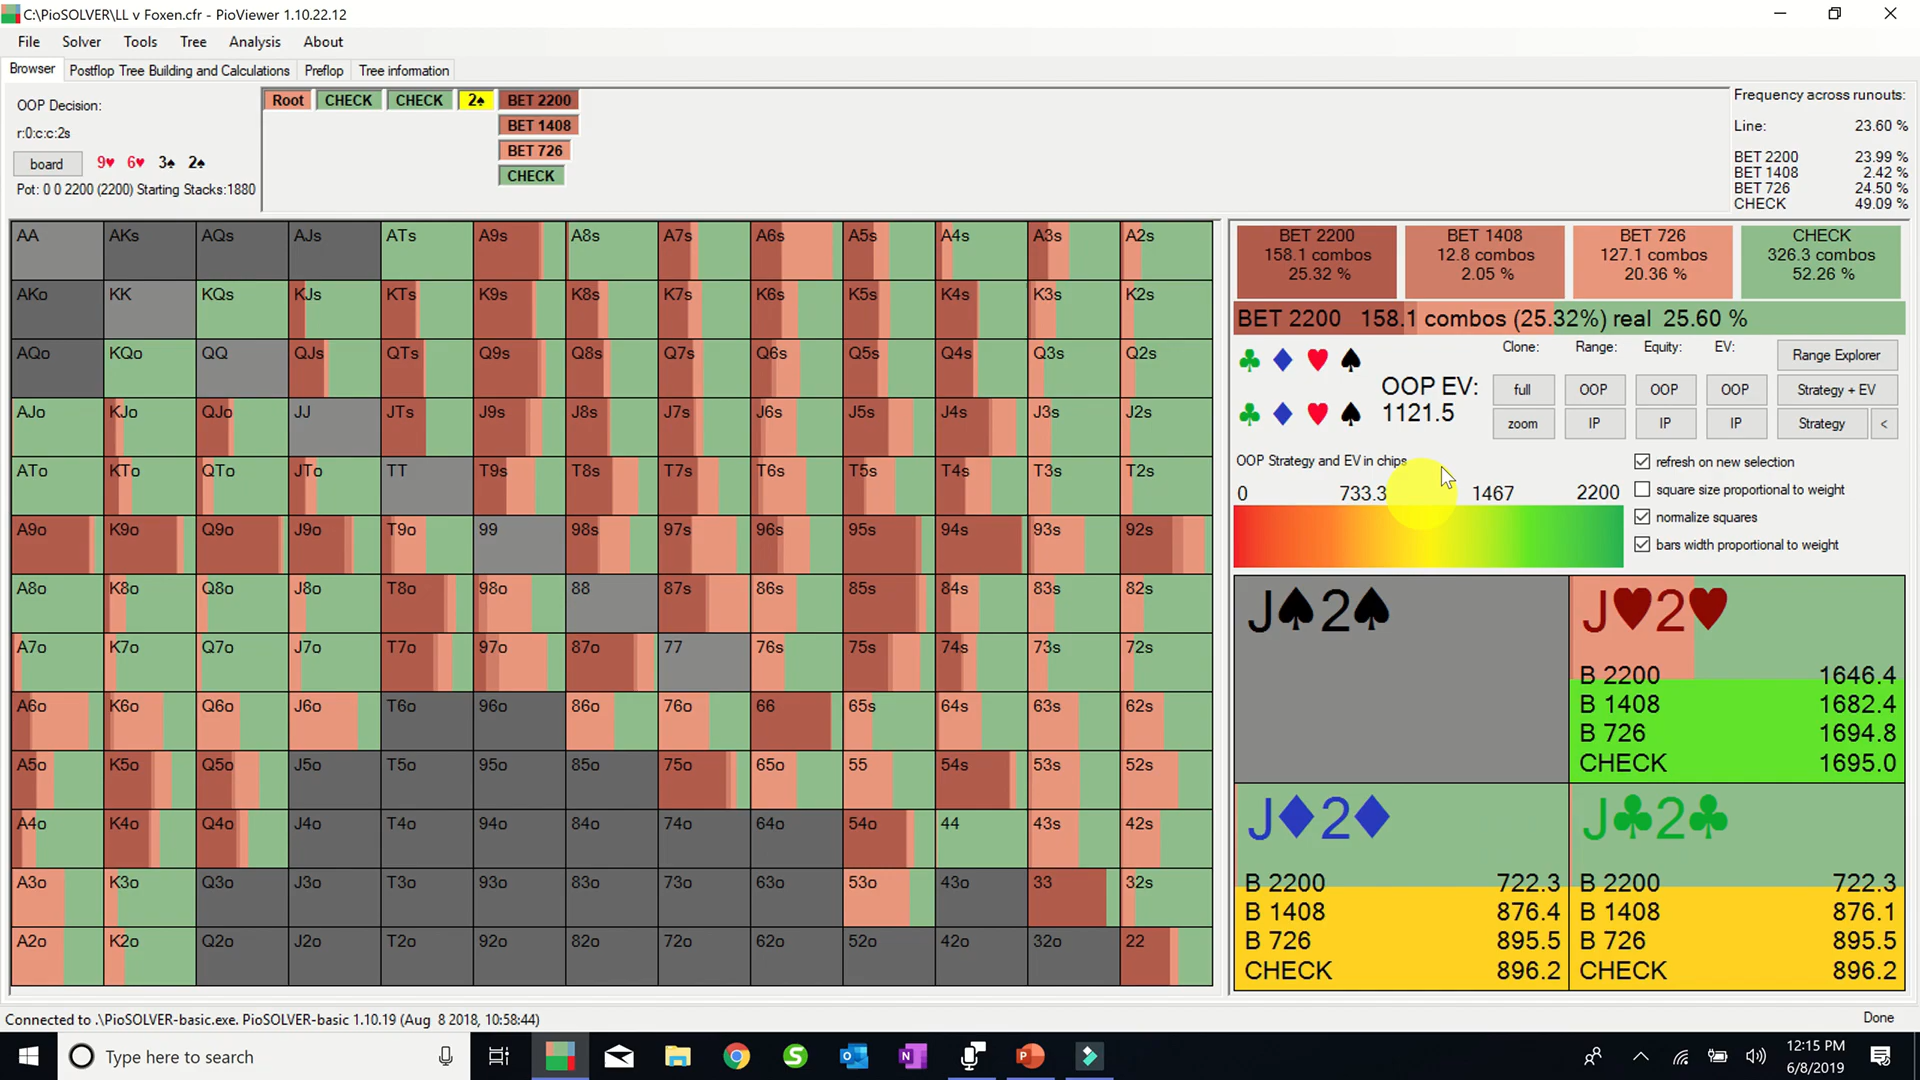 C:\PioSOLVER\LL v Foxen.cfr - PioViewer 1.10.22.12
File Solver Tools Tree Analysis About
Browser Postflop Tree Building and Calculations Preflop Tree information
OOP Decision:
r:0:c:c:2s
board 9♥ 6♥ 3♠ 2♠
Pot: 0 0 2200 (2200) Starting Stacks:1880
Root CHECK CHECK 2♠ BET 2200
BET 1408
BET 726
CHECK
Frequency across runouts:
Line: 23.60 %
BET 2200 23.99 %
BET 1408 2.42 %
BET 726 24.50 %
CHECK 49.09 %
AA AKs AQs AJs ATs A9s A8s A7s A6s A5s A4s A3s A2s
AKo KK KQs KJs KTs K9s K8s K7s K6s K5s K4s K3s K2s
AQo KQo QQ QJs QTs Q9s Q8s Q7s Q6s Q5s Q4s Q3s Q2s
AJo KJo QJo JJ JTs J9s J8s J7s J6s J5s J4s J3s J2s
ATo KTo QTo JTo TT T9s T8s T7s T6s T5s T4s T3s T2s
A9o K9o Q9o J9o T9o 99 98s 97s 96s 95s 94s 93s 92s
A8o K8o Q8o J8o T8o 98o 88 87s 86s 85s 84s 83s 82s
A7o K7o Q7o J7o T7o 97o 87o 77 76s 75s 74s 73s 72s
A6o K6o Q6o J6o T6o 96o 86o 76o 66 65s 64s 63s 62s
A5o K5o Q5o J5o T5o 95o 85o 75o 65o 55 54s 53s 52s
A4o K4o Q4o J4o T4o 94o 84o 74o 64o 54o 44 43s 42s
A3o K3o Q3o J3o T3o 93o 83o 73o 63o 53o 43o 33 32s
A2o K2o Q2o J2o T2o 92o 82o 72o 62o 52o 42o 32o 22
BET 2200 BET 1408 BET 726 CHECK
158.1 combos 12.8 combos 127.1 combos 326.3 combos
25.32 % 2.05 % 20.36 % 52.26 %
BET 2200 158.1 combos (25.32%) real 25.60 %
♣ ♦ ♥ ♠
♣ ♦ ♥ ♠
OOP EV:
1121.5
Clone: Range: Equity: EV: Range Explorer
full OOP OOP OOP Strategy + EV
zoom IP IP IP Strategy <
OOP Strategy and EV in chips
0 733.3 1467 2200
refresh on new selection
square size proportional to weight
normalize squares
bars width proportional to weight
J♠2♠
J♥2♥
B 2200 1646.4
B 1408 1682.4
B 726 1694.8
CHECK 1695.0
J♦2♦
B 2200 722.3
B 1408 876.4
B 726 895.5
CHECK 896.2
J♣2♣
B 2200 722.3
B 1408 876.1
B 726 895.5
CHECK 896.2
Connected to .\PioSOLVER-basic.exe. PioSOLVER-basic 1.10.19 (Aug 8 2018, 10:58:44)
Done
Type here to search
12:15 PM
6/8/2019